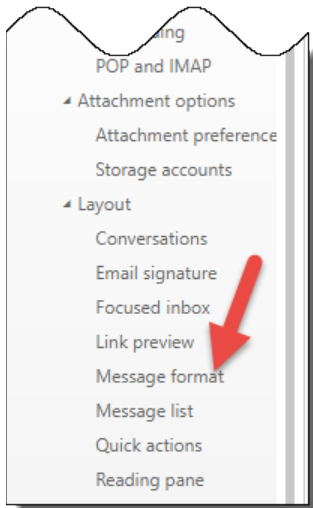 POP and IMAP
Attachment options
Attachment preference
Storage accounts
Layout
Conversations
Email signature
Focused inbox
Link preview
Message format
Message list
Quick actions
Reading pane